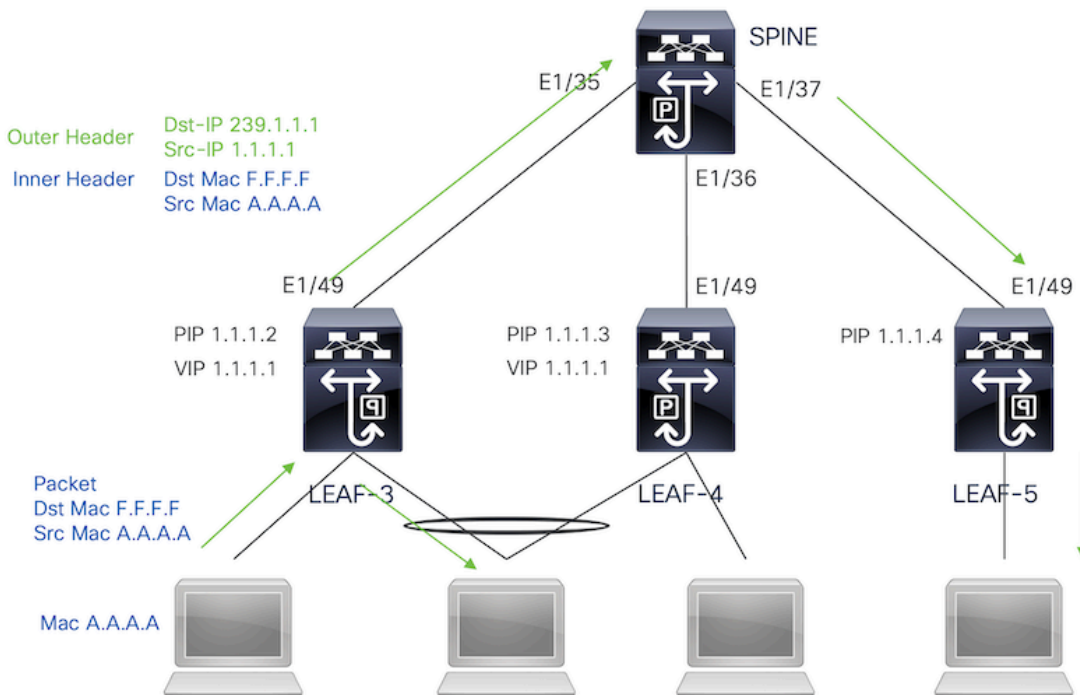 SPINE
E1/35
E1/37
P
Outer Header
Dst-IP 239.1.1.1
Src-IP 1.1.1.1
Inner Header
Dst Mac F.F.F.F
Src Mac A.A.A.A
E1/36
E1/49
E1/49
E1/49
PIP 1.1.1.2
VIP 1.1.1.1
PIP 1.1.1.3
VIP 1.1.1.1
PIP 1.1.1.4
P
P
P
LEAF-3
LEAF-4
LEAF-5
Packet
Dst Mac F.F.F.F
Src Mac A.A.A.A
Mac A.A.A.A